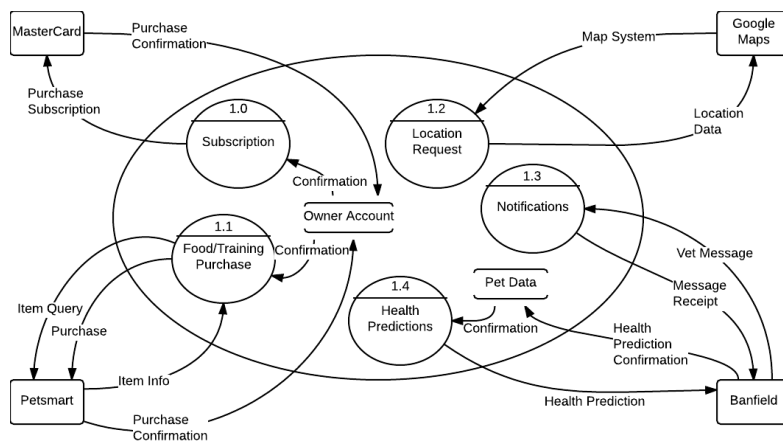 MasterCard
Purchase
Confirmation
Map System
Google
Maps
Purchase
Subscription
1.0
Subscription
1.2
Location
Request
Location
Data
Confirmation
1.3
Notifications
Owner Account
1.1
Food/Training
Purchase
Confirmation
Vet Message
Item Query
Purchase
Pet Data
Message
Receipt
1.4
Health
Predictions
Confirmation
Health
Prediction
Confirmation
Petsmart
Item Info
Purchase
Confirmation
Health Prediction
Banfield